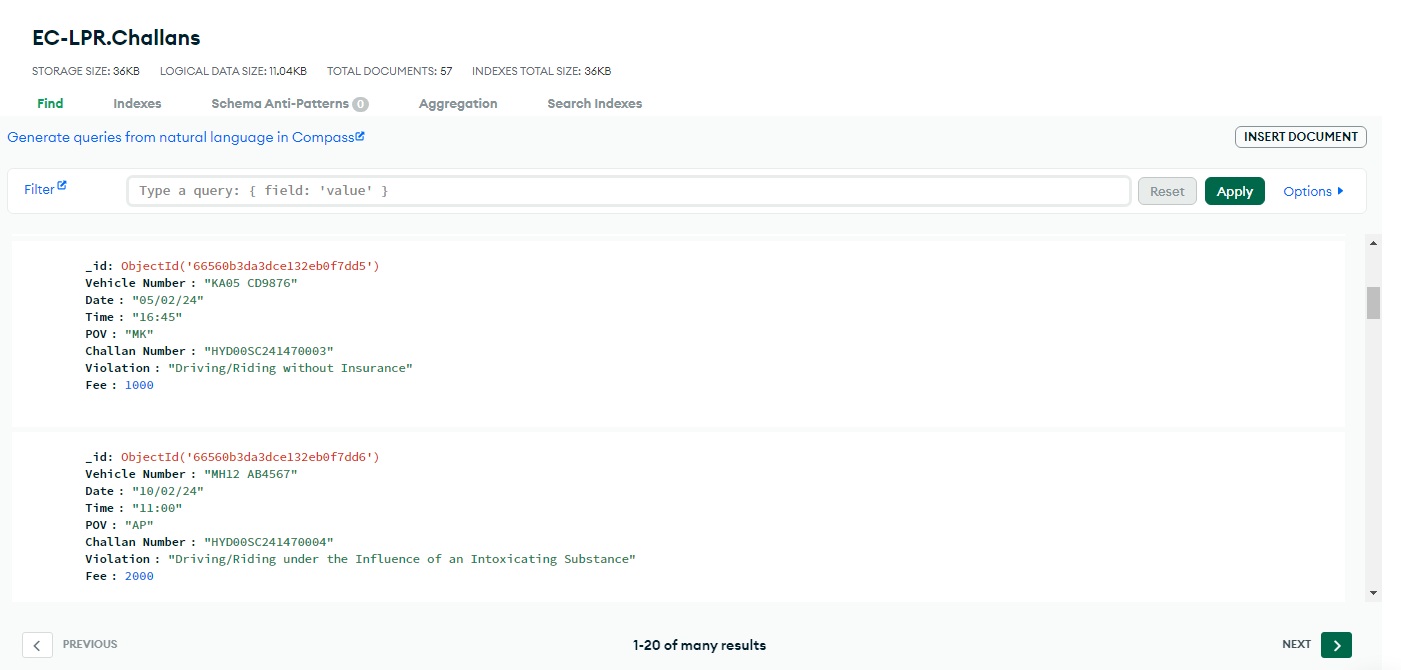 EC-LPR.Challans
STORAGE SIZE: 36KB LOGICAL DATA SIZE: 11.04KB TOTAL DOCUMENTS: 57 INDEXES TOTAL SIZE: 36KB
Find Indexes Schema Anti-Patterns 0 Aggregation Search Indexes
Generate queries from natural language in Compass INSERT DOCUMENT
Filter Type a query: { field: 'value' } Reset Apply Options
_id: ObjectId('66560b3da3dce132eb0f7dd5')
Vehicle Number : "KA05 CD9876"
Date : "05/02/24"
Time : "16:45"
POV : "MK"
Challan Number : "HYD00SC241470003"
Violation : "Driving/Riding without Insurance"
Fee : 1000
_id: ObjectId('66560b3da3dce132eb0f7dd6')
Vehicle Number : "MH12 AB4567"
Date : "10/02/24"
Time : "11:00"
POV : "AP"
Challan Number : "HYD00SC241470004"
Violation : "Driving/Riding under the Influence of an Intoxicating Substance"
Fee : 2000
PREVIOUS 1-20 of many results NEXT